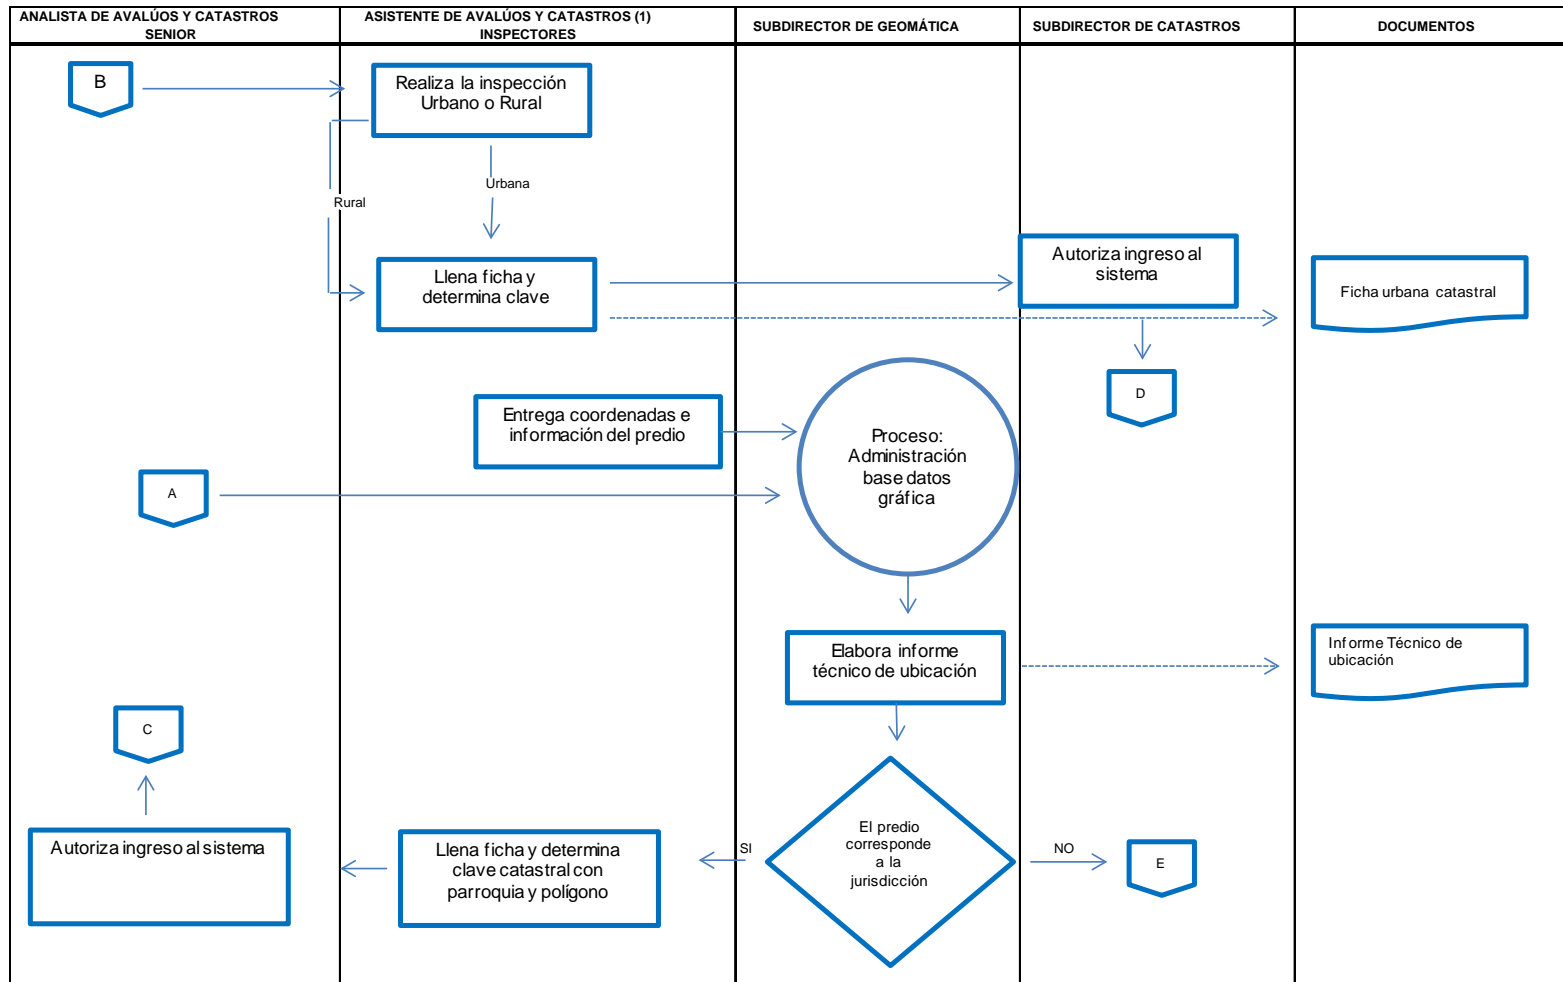 ANALISTA DE AVALÚOS Y CATASTROS
SENIOR
ASISTENTE DE AVALÚOS Y CATASTROS (1)
INSPECTORES
SUBDIRECTOR DE GEOMÁTICA
SUBDIRECTOR DE CATASTROS
DOCUMENTOS
B
Realiza la inspección
Urbano o Rural
Urbana
Rural
Llena ficha y
determina clave
Autoriza ingreso al
sistema
Ficha urbana catastral
D
Entrega coordenadas e
información del predio
Proceso:
Administración
base datos
gráfica
A
Elabora informe
técnico de ubicación
Informe Técnico de
ubicación
C
Autoriza ingreso al sistema
Llena ficha y determina
clave catastral con
parroquia y polígono
SI
El predio
corresponde
a la
jurisdicción
NO
E